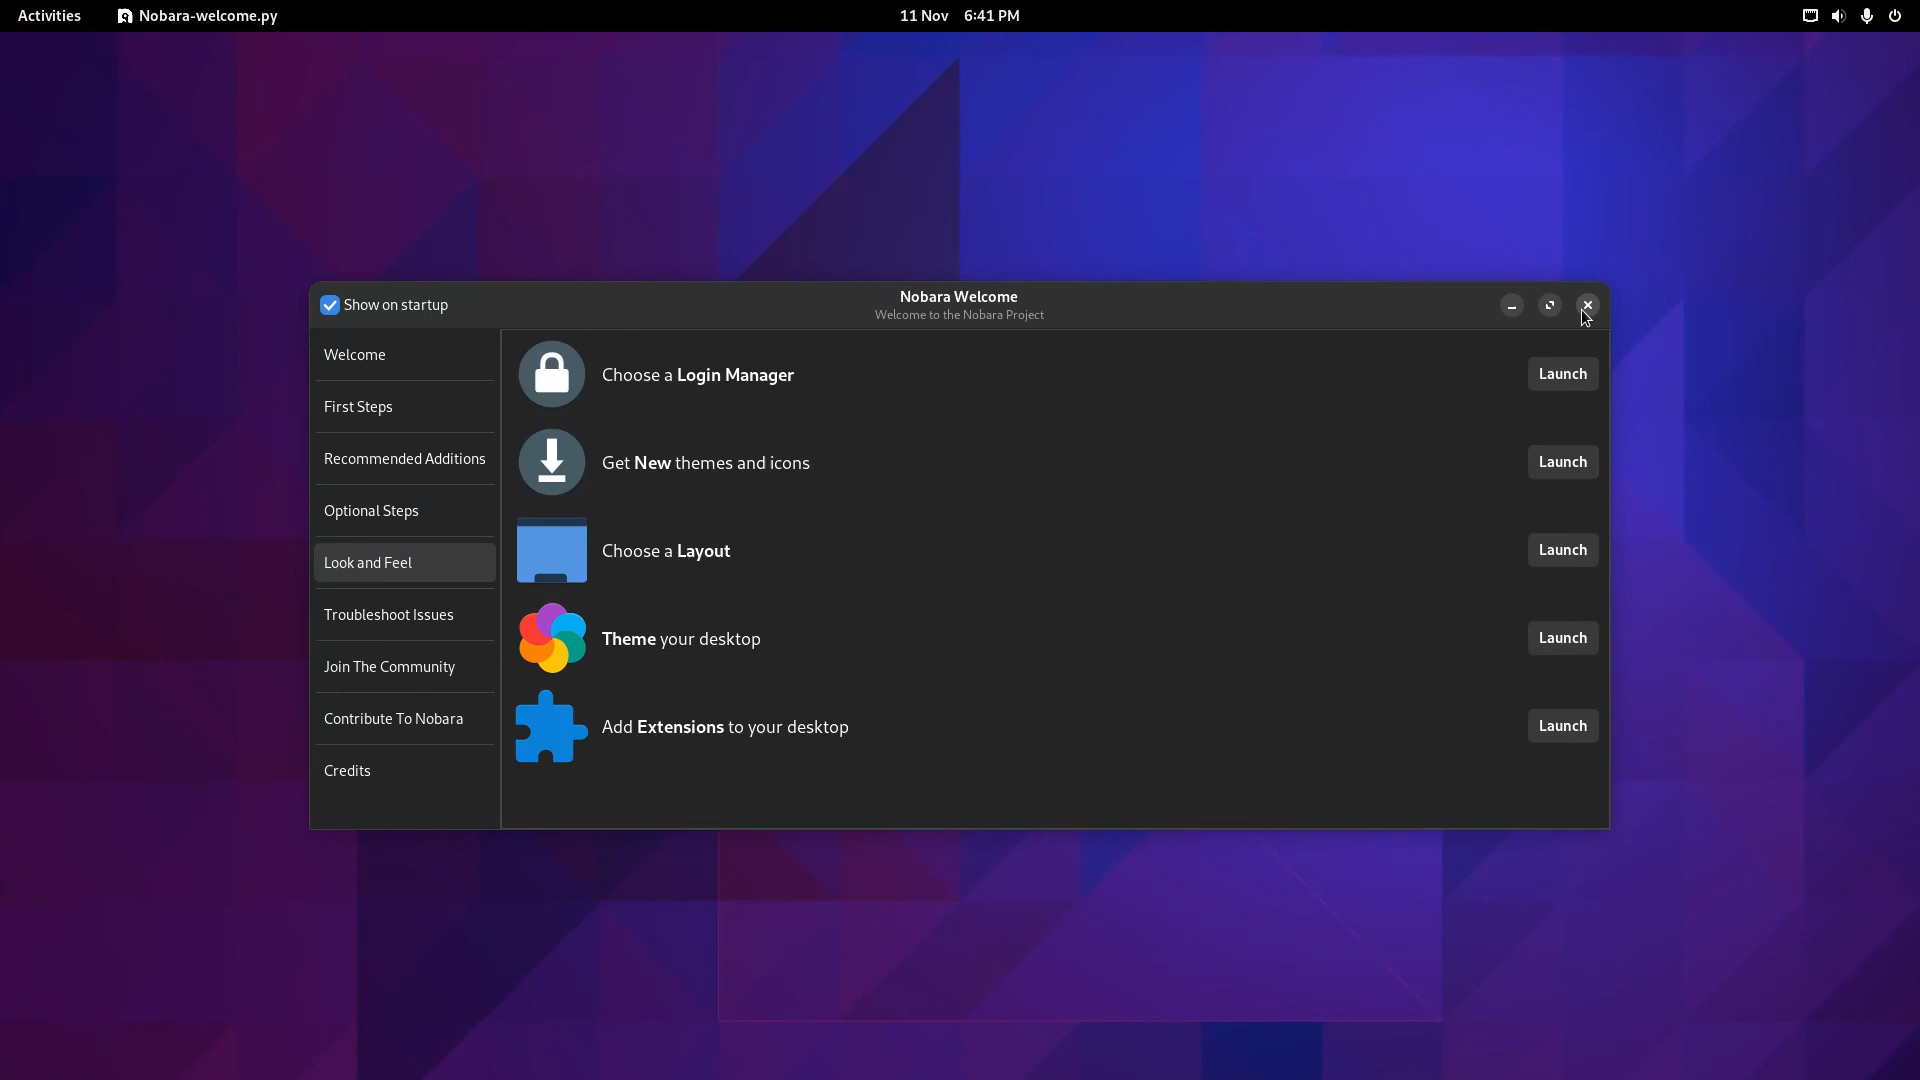 Activities
Nobara-welcome.py
11 Nov 6:41 PM
Show on startup
Nobara Welcome
Welcome to the Nobara Project
Welcome
First Steps
Recommended Additions
Optional Steps
Look and Feel
Troubleshoot Issues
Join The Community
Contribute To Nobara
Credits
Choose a Login Manager
Launch
Get New themes and icons
Launch
Choose a Layout
Launch
Theme your desktop
Launch
Add Extensions to your desktop
Launch